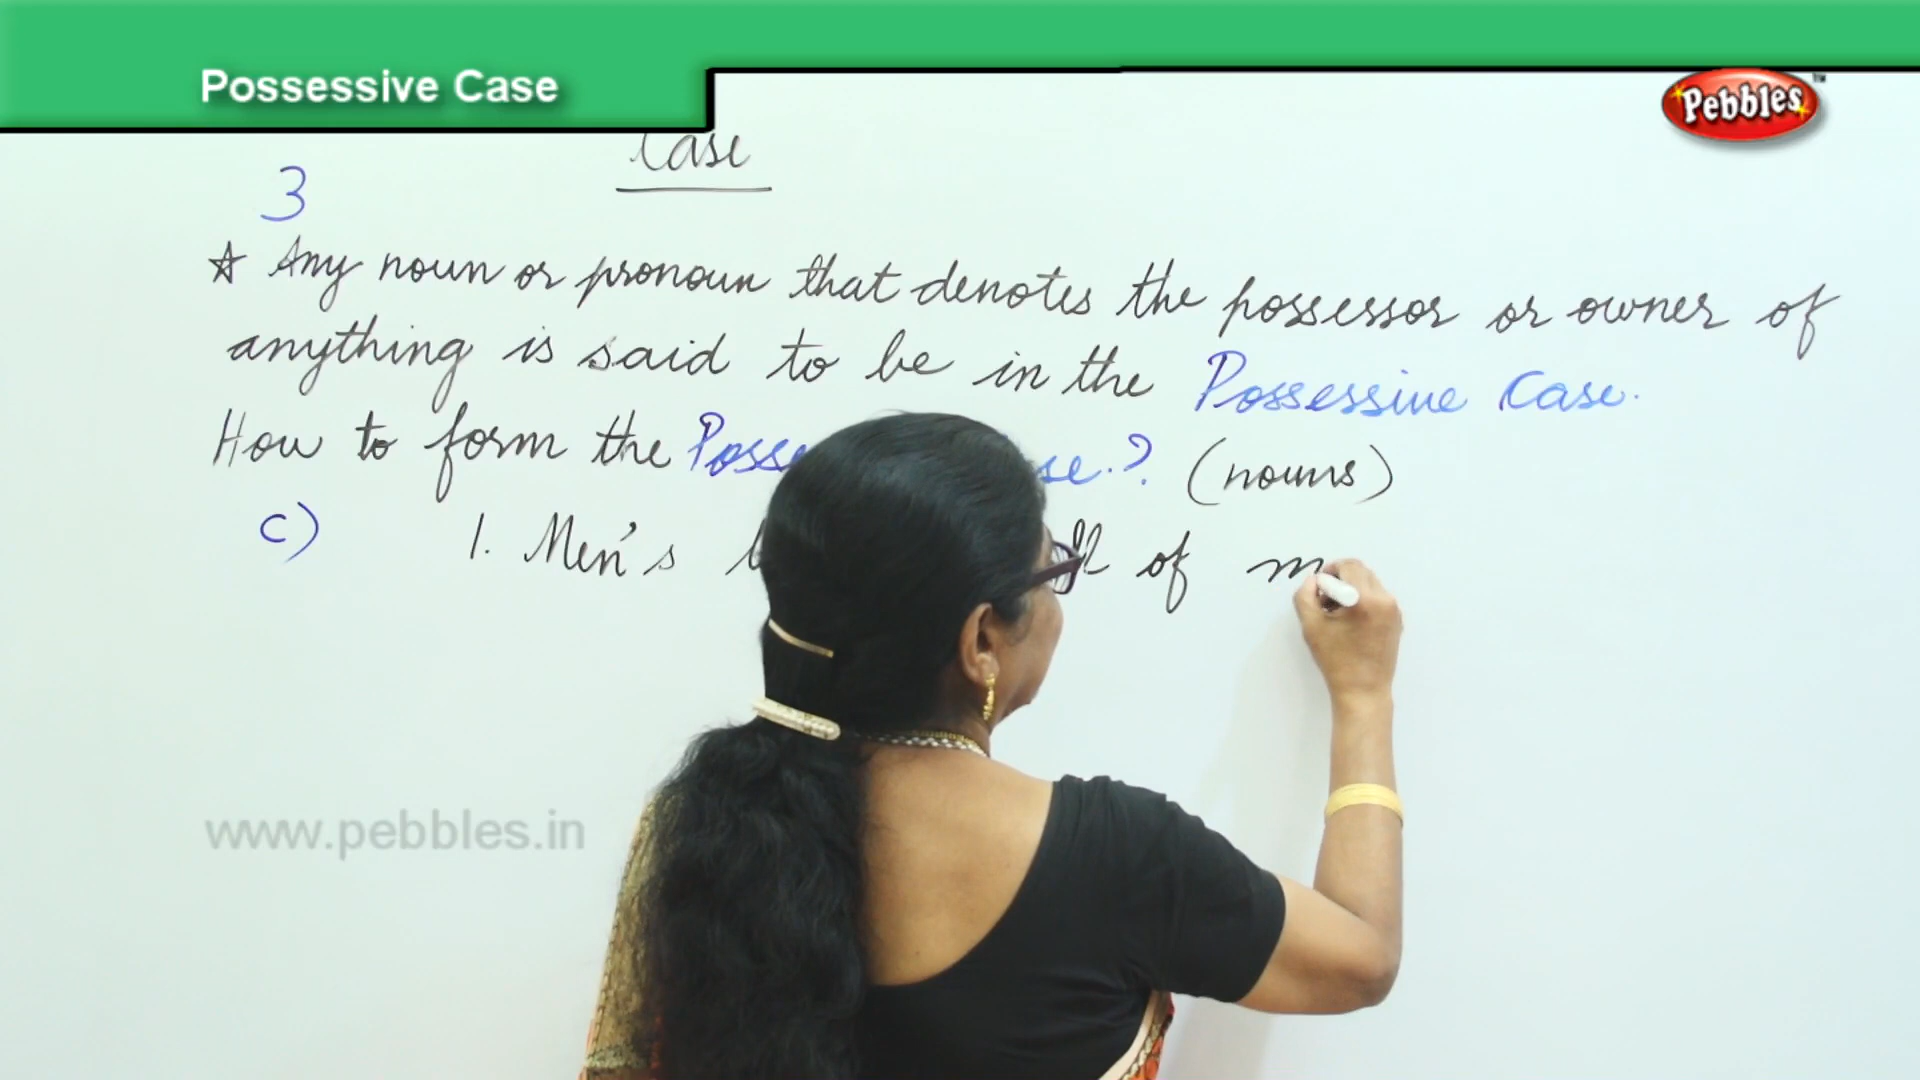 Possessive Case
Pebbles™
Case
3
☆ Any noun or pronoun that denotes the possessor or owner of
anything is said to be in the Possessive Case.
How to form the Posse se.? (nouns)
c) 1. Men's of m
www.pebbles.in